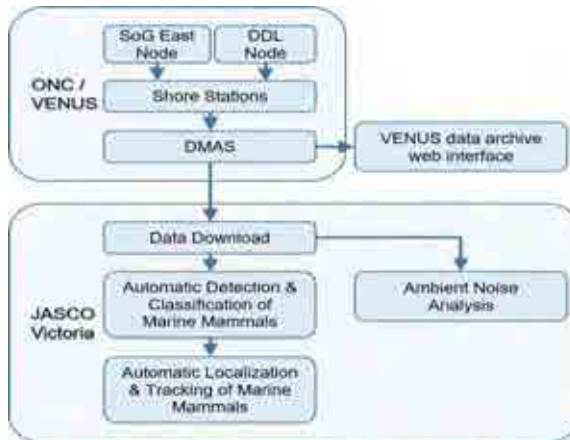 SoG East
Node
DDL
Node
ONC /
VENUS
Shore Stations
DMAS
VENUS data archive
web interface
Data Download
Automatic Detection &
Classification of
Marine Mammals
Ambient Noise
Analysis
JASCO
Victoria
Automatic Localization
& Tracking of Marine
Mammals